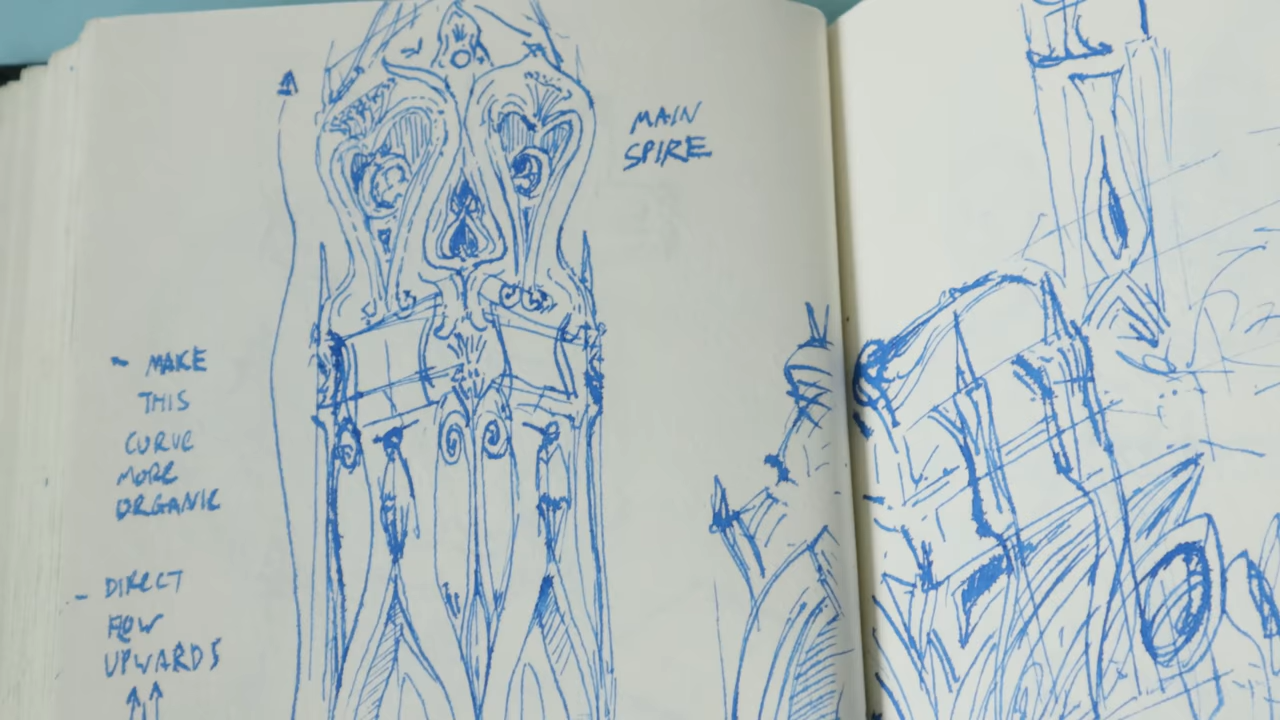 MAIN
SPIRE
- MAKE
THIS
CURVE
MORE
ORGANIC
- DIRECT
FLOW
UPWARDS